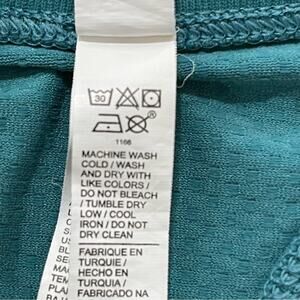 30
1166
MACHINE WASH
COLD / WASH
AND DRY WITH
LIKE COLORS /
DO NOT BLEACH
/ TUMBLE DRY
LOW / COOL
IRON / DO NOT
DRY CLEAN
FABRIQUE EN
TURQUIE /
HECHO EN
TURQUIA /
FABRICADO NA